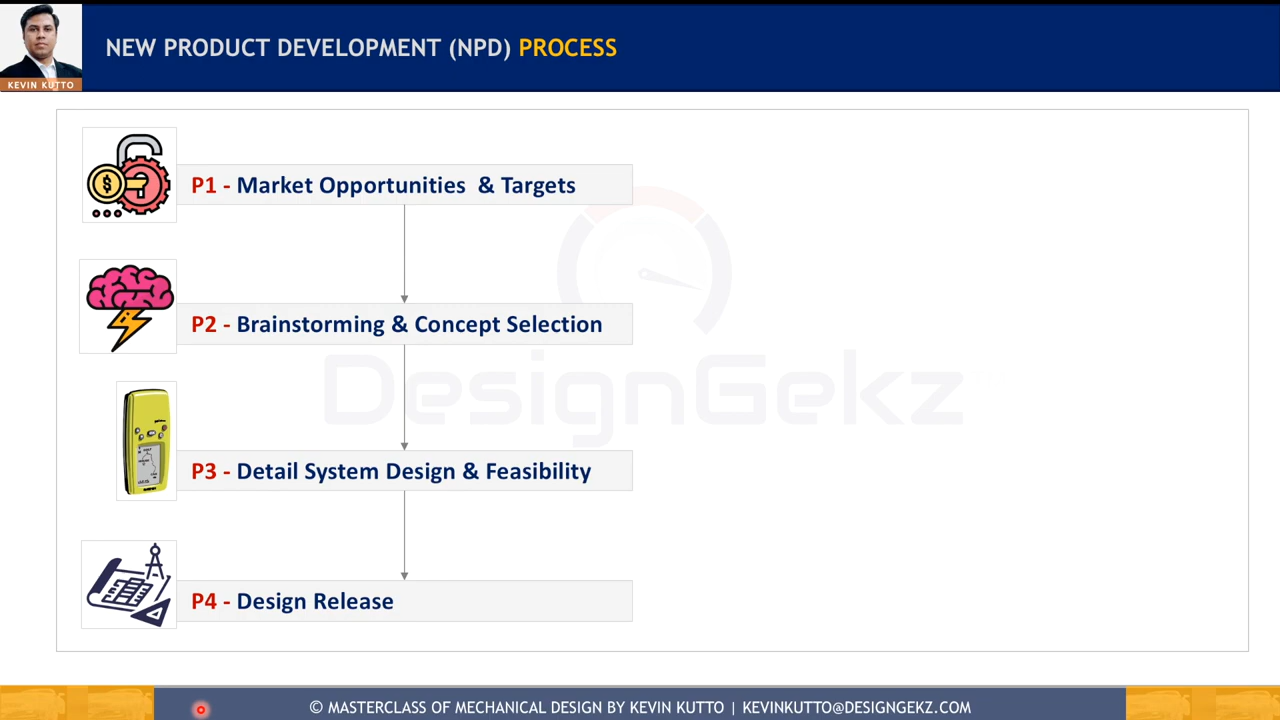 NEW PRODUCT DEVELOPMENT (NPD) PROCESS
KEVIN KUTTO
P1 - Market Opportunities & Targets
P2 - Brainstorming & Concept Selection
DesignGekz
P3 - Detail System Design & Feasibility
P4 - Design Release
© MASTERCLASS OF MECHANICAL DESIGN BY KEVIN KUTTO | KEVINKUTTO@DESIGNGEKZ.COM